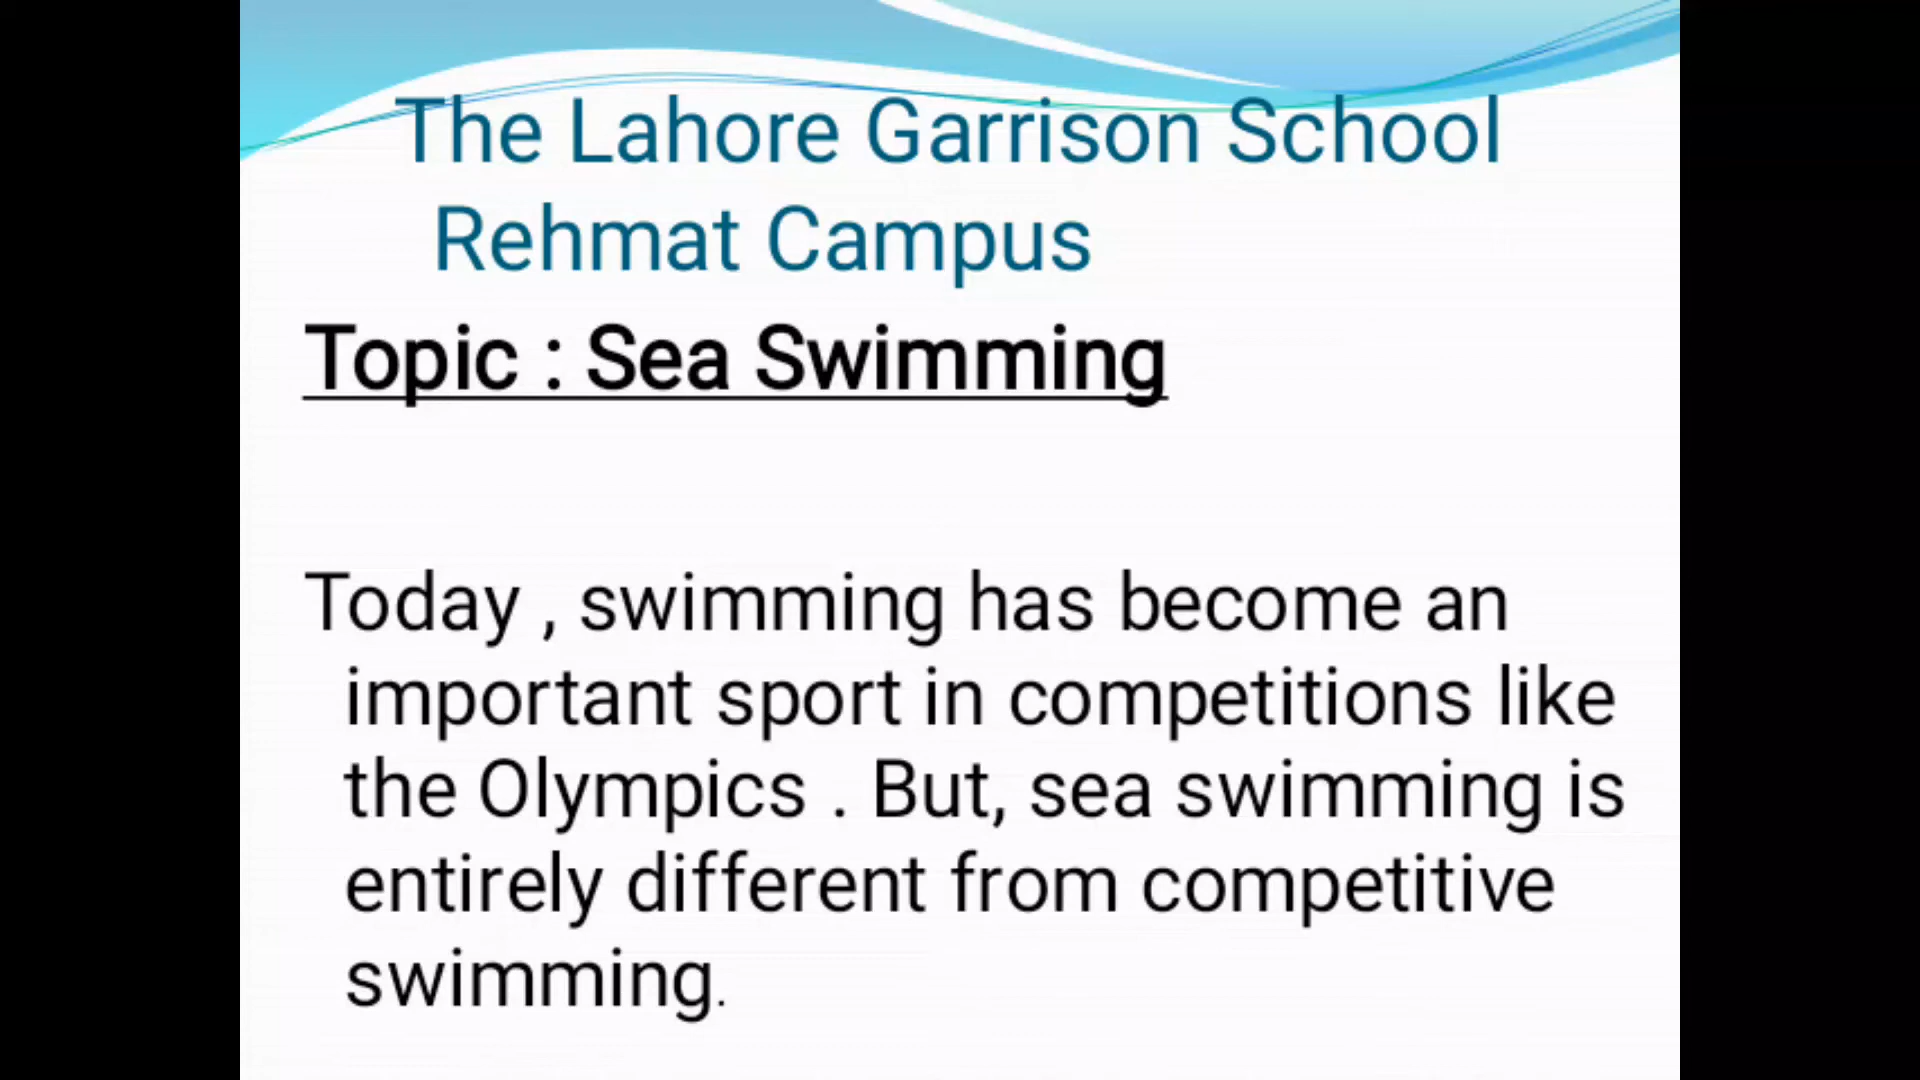 The Lahore Garrison School
Rehmat Campus
Topic : Sea Swimming
Today , swimming has become an
important sport in competitions like
the Olympics . But, sea swimming is
entirely different from competitive
swimming.